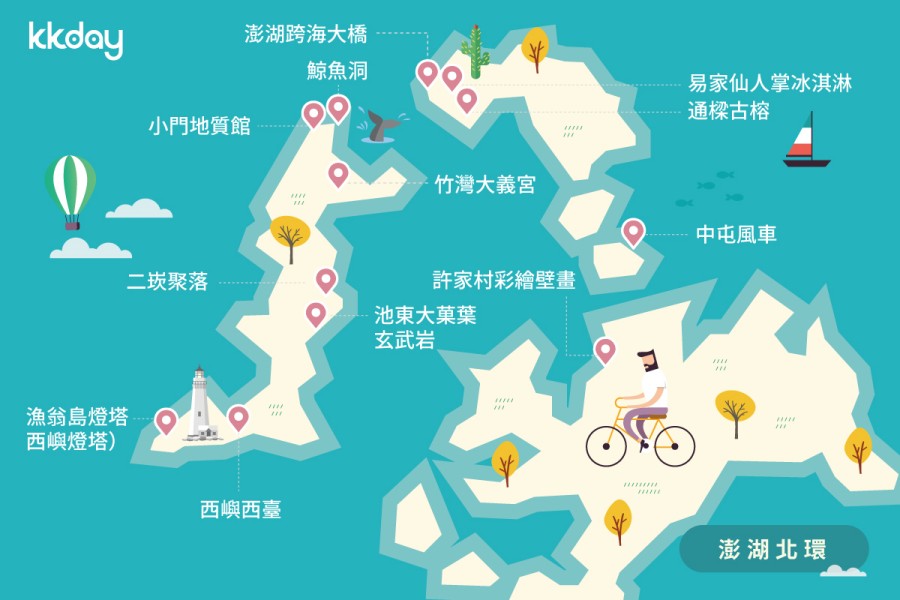 kkday
澎湖跨海大橋
鯨魚洞
小門地質館
易家仙人掌冰淇淋
通樑古榕
竹灣大義宮
中屯風車
二崁聚落
許家村彩繪壁畫
池東大菓葉
玄武岩
漁翁島燈塔
西嶼燈塔）
西嶼西臺
澎湖北環